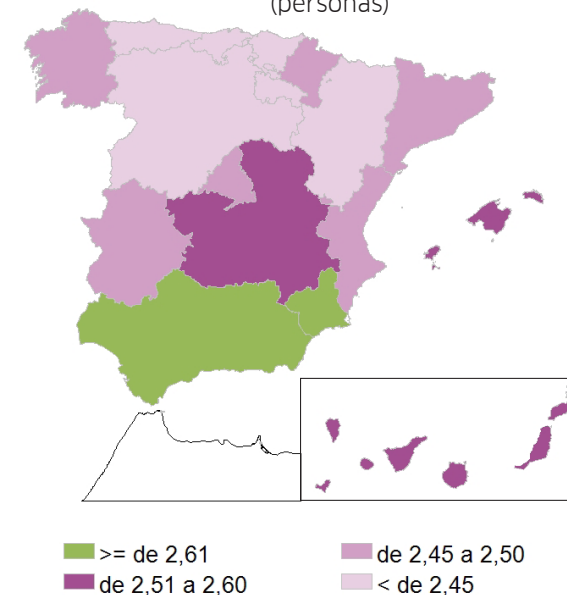 (personas)
>= de 2,61
de 2,45 a 2,50
de 2,51 a 2,60
< de 2,45